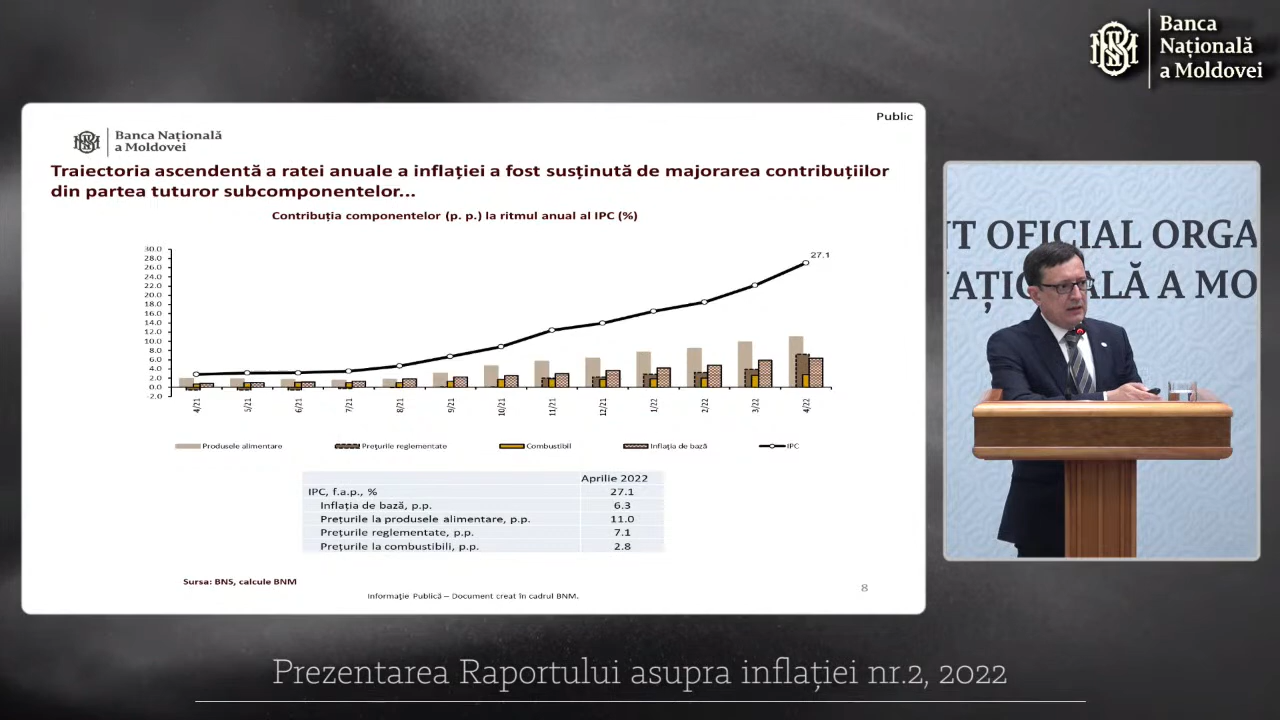 Banca
Națională
a Moldovei
Public
Banca Națională
a Moldovei
Traiectoria ascendentă a ratei anuale a inflației a fost susținută de majorarea contribuțiilor
din partea tuturor subcomponentelor...
Contribuția componentelor (p. p.) la ritmul anual al IPC (%)
30.0
28.0
26.0
24.0
22.0
20.0
18.0
16.0
14.0
12.0
10.0
8.0
6.0
4.0
2.0
0.0
-2.0
27.1
4/21
5/21
6/21
7/21
8/21
9/21
10/21
11/21
12/21
1/22
2/22
3/22
4/22
Produsele alimentare
Prețurile reglementate
Combustibil
Inflația de bază
IPC
Aprilie 2022
IPC, f.a.p., % 27.1
Inflația de bază, p.p. 6.3
Prețurile la produsele alimentare, p.p. 11.0
Prețurile reglementate, p.p. 7.1
Prețurile la combustibili, p.p. 2.8
Sursa: BNS, calcule BNM
Informație Publică – Document creat în cadrul BNM.
8
NT OFICIAL ORGA
NAȚIONALĂ A MO
Prezentarea Raportului asupra inflației nr.2, 2022